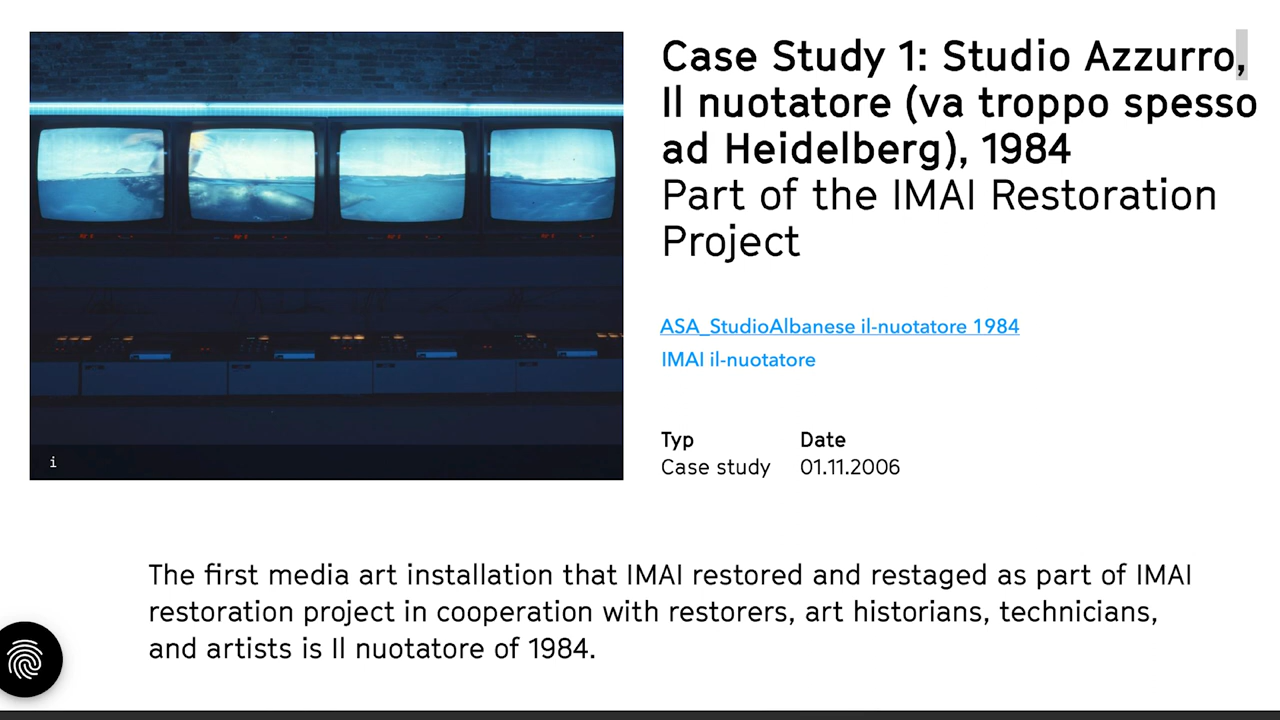 Case Study 1: Studio Azzurro,
Il nuotatore (va troppo spesso
ad Heidelberg), 1984
Part of the IMAI Restoration
Project
ASA_StudioAlbanese il-nuotatore 1984
IMAI il-nuotatore
Typ Date
Case study 01.11.2006
i
The first media art installation that IMAI restored and restaged as part of IMAI
restoration project in cooperation with restorers, art historians, technicians,
and artists is Il nuotatore of 1984.